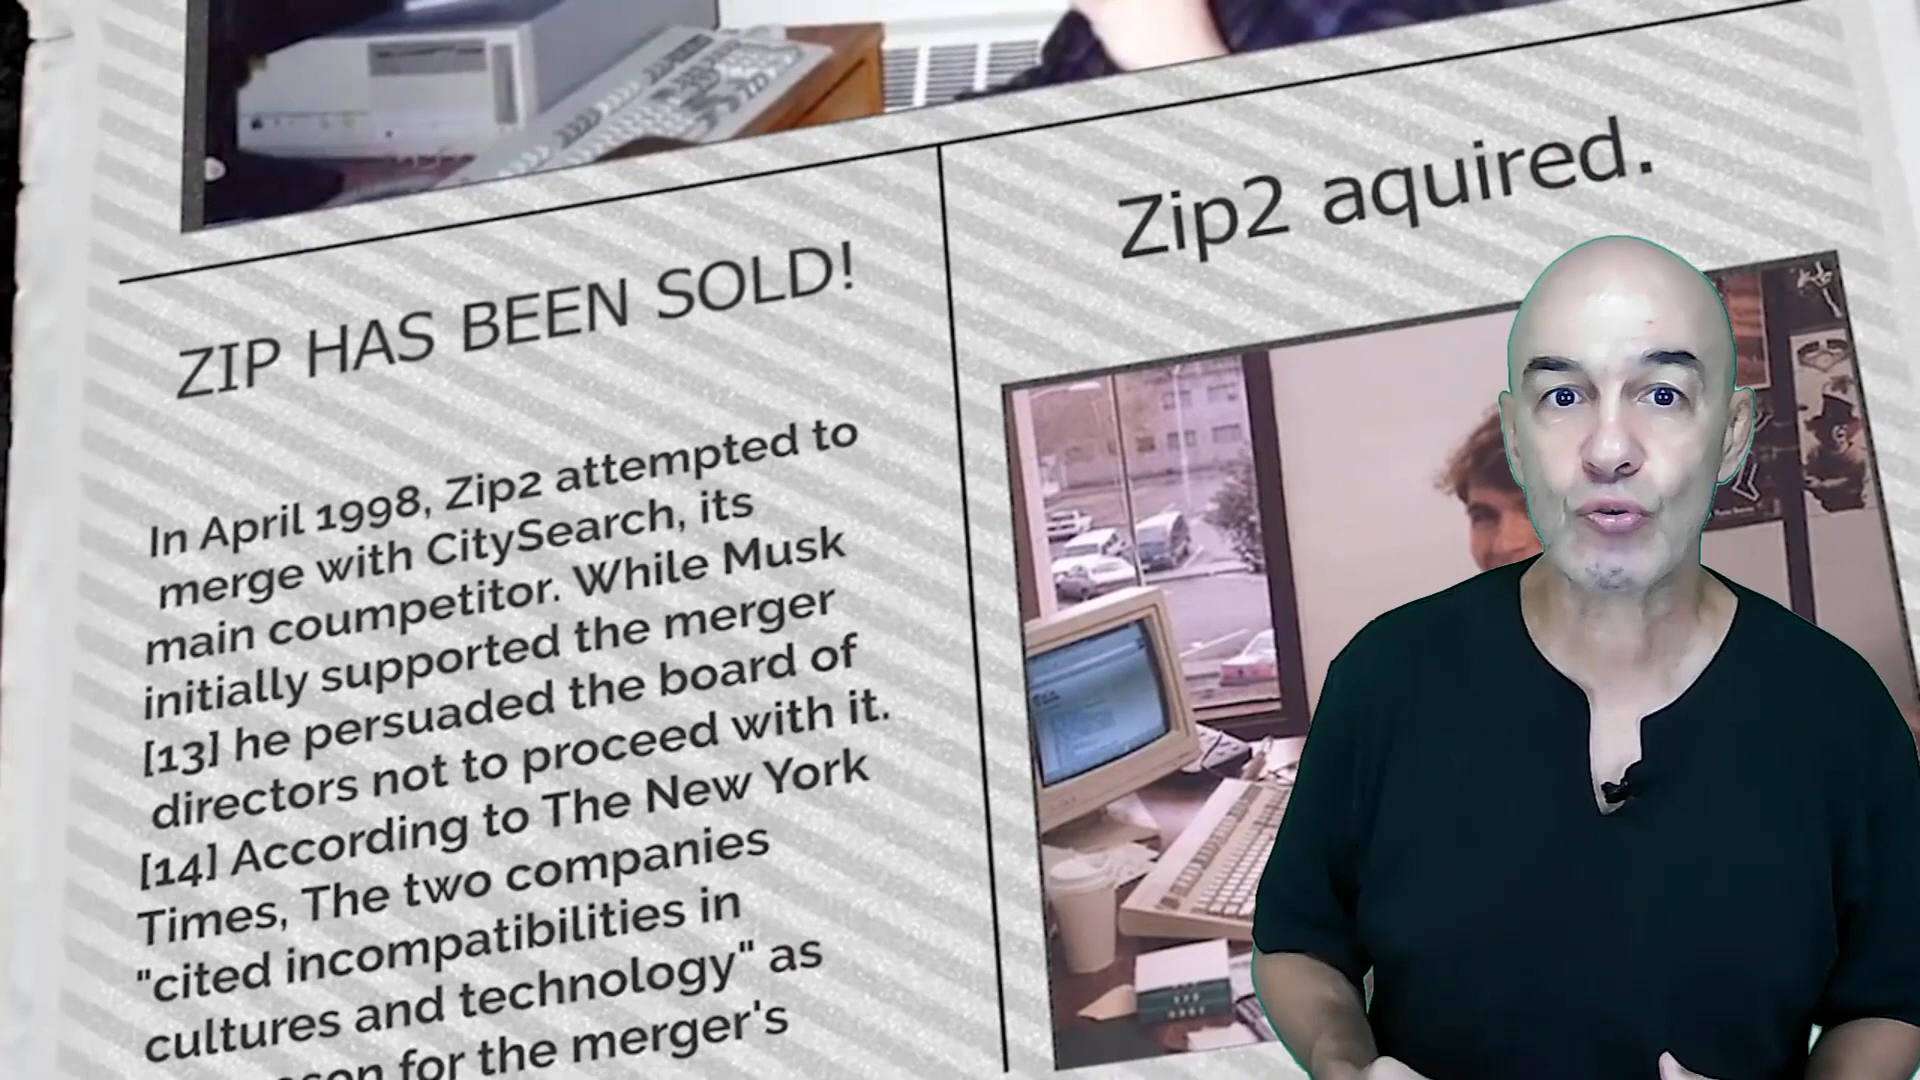 ZIP HAS BEEN SOLD!
In April 1998, Zip2 attempted to
merge with CitySearch, its
main coumpetitor. While Musk
initially supported the merger
[13] he persuaded the board of
directors not to proceed with it.
[14] According to The New York
Times, The two companies
"cited incompatibilities in
cultures and technology" as
for the merger's
Zip2 aquired.